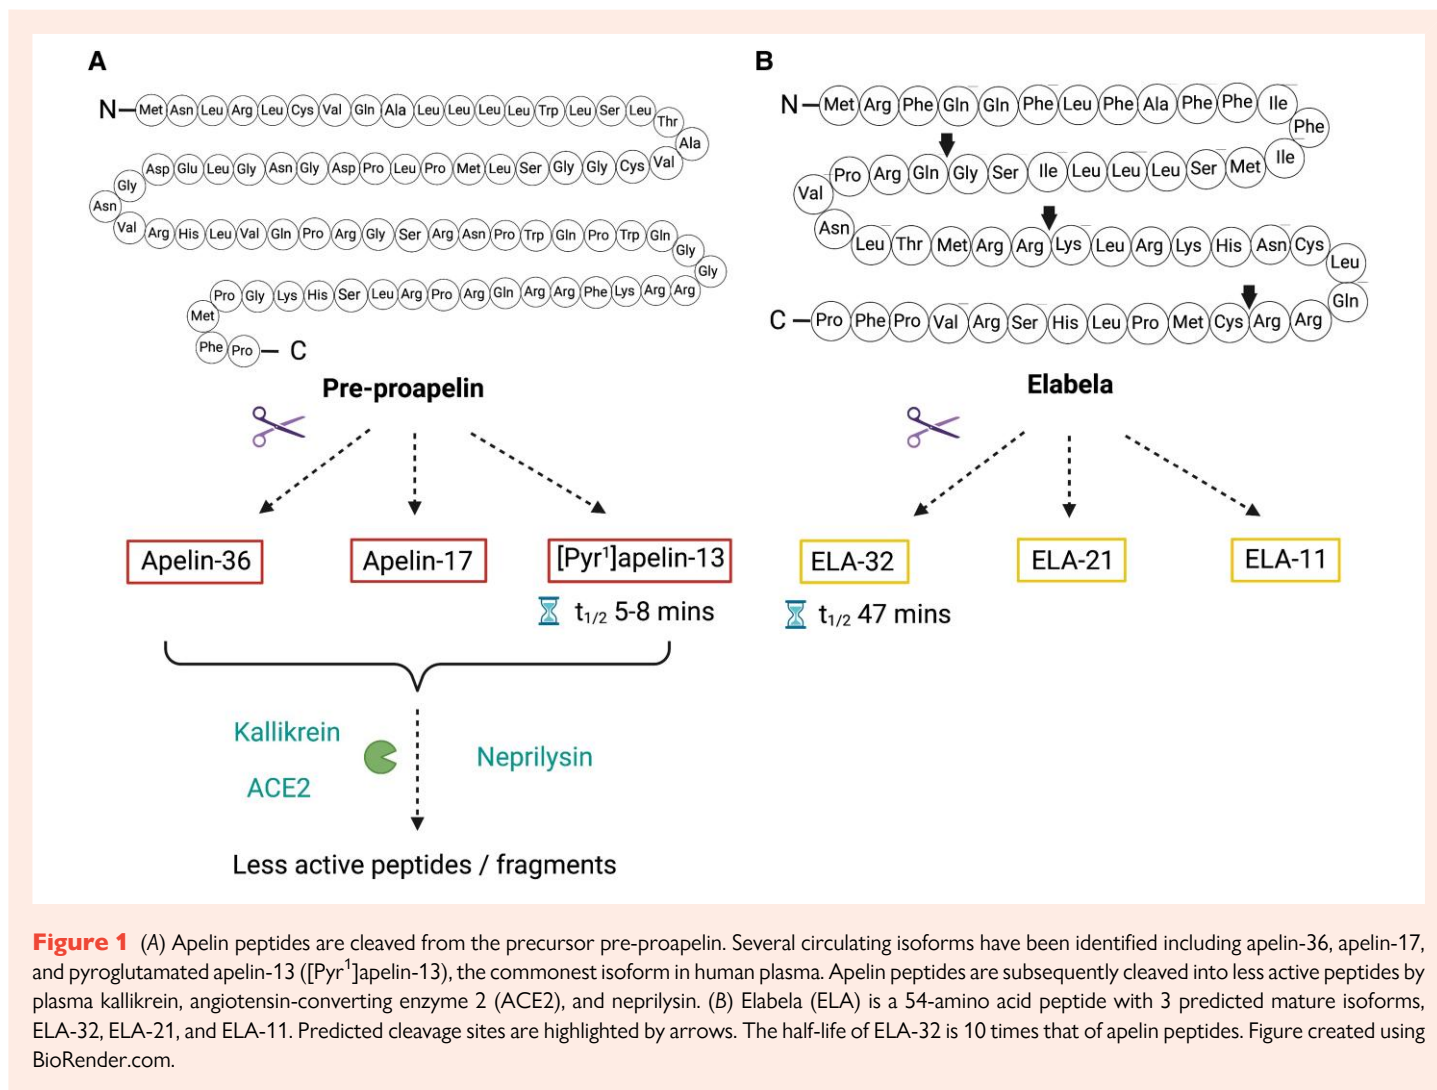 A
N Met Asn Leu Arg Leu Cys Val Gln Ala Leu Leu Leu Leu Trp Leu Ser Leu
Thr
Ala
Asp Glu Leu Gly Asn Gly Asp Pro Leu Pro Met Leu Ser Gly Gly Cys Val
Gly
Asn
Val Arg His Leu Val Gln Pro Arg Gly Ser Arg Asn Pro Trp Gln Pro Trp Gln
Gly
Gly
Pro Gly Lys His Ser Leu Arg Pro Arg Gln Arg Arg Phe Lys Arg Arg
Met
Phe Pro C
Pre-proapelin
Apelin-36 Apelin-17 [Pyr¹]apelin-13
t1/2 5-8 mins
Kallikrein
Neprilysin
ACE2
Less active peptides / fragments
B
N Met Arg Phe Gln Gln Phe Leu Phe Ala Phe Phe Ile
Phe
Pro Arg Gln Gly Ser Ile Leu Leu Leu Ser Met Ile
Val
Asn
Leu Thr Met Arg Arg Lys Leu Arg Lys His Asn Cys
Leu
Gln
C Pro Phe Pro Val Arg Ser His Leu Pro Met Cys Arg Arg
Elabela
ELA-32 ELA-21 ELA-11
t1/2 47 mins
Figure 1 (A) Apelin peptides are cleaved from the precursor pre-proapelin. Several circulating isoforms have been identified including apelin-36, apelin-17,
and pyroglutamated apelin-13 ([Pyr¹]apelin-13), the commonest isoform in human plasma. Apelin peptides are subsequently cleaved into less active peptides by
plasma kallikrein, angiotensin-converting enzyme 2 (ACE2), and neprilysin. (B) Elabela (ELA) is a 54-amino acid peptide with 3 predicted mature isoforms,
ELA-32, ELA-21, and ELA-11. Predicted cleavage sites are highlighted by arrows. The half-life of ELA-32 is 10 times that of apelin peptides. Figure created using
BioRender.com.